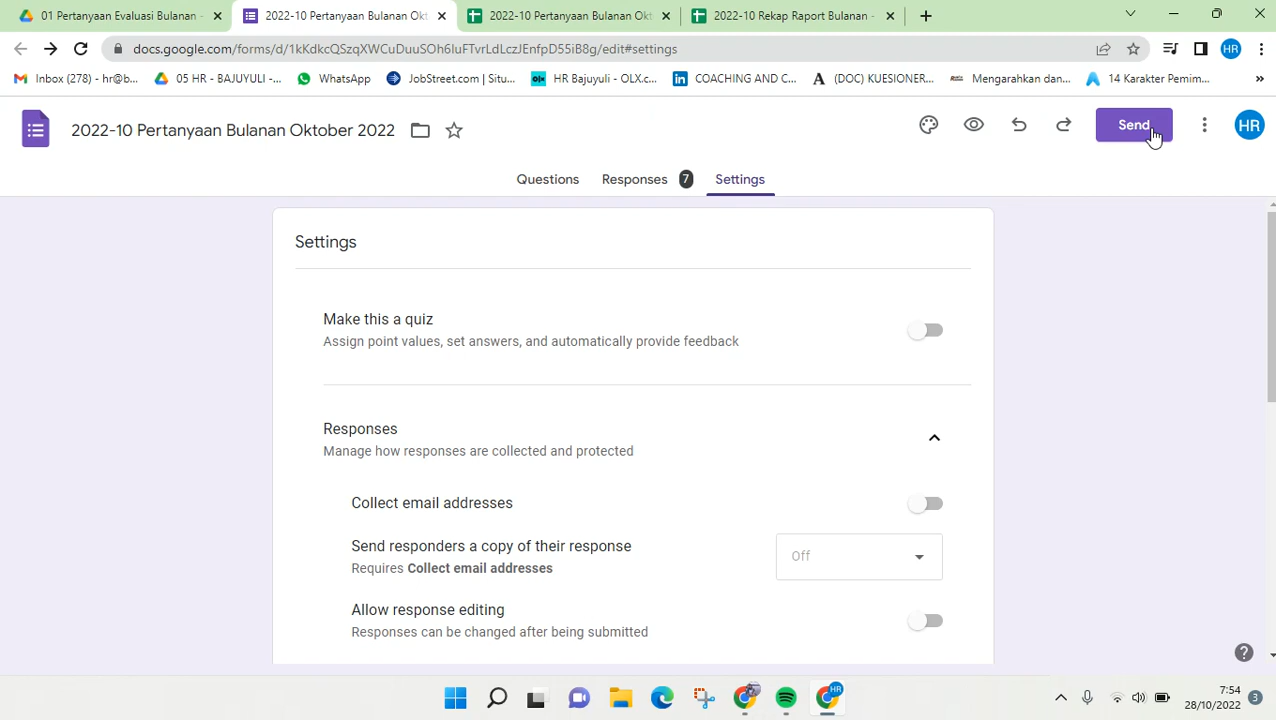 01 Pertanyaan Evaluasi Bulanan -
2022-10 Pertanyaan Bulanan Okt
2022-10 Pertanyaan Bulanan Okt
2022-10 Rekap Raport Bulanan -
docs.google.com/forms/d/1kKdkcQSzqXWCuDuuSOh6IuFTvrLdLczJEnfpD55iB8g/edit#settings
HR
Inbox (278) - hr@b...
05 HR - BAJUYULI -...
WhatsApp
JobStreet.com | Situ...
HR Bajuyuli - OLX.c...
COACHING AND C...
(DOC) KUESIONER...
Mengarahkan dan...
14 Karakter Pemim...
2022-10 Pertanyaan Bulanan Oktober 2022
Send
HR
Questions
Responses 7
Settings
Settings
Make this a quiz
Assign point values, set answers, and automatically provide feedback
Responses
Manage how responses are collected and protected
Collect email addresses
Send responders a copy of their response
Requires Collect email addresses
Off
Allow response editing
Responses can be changed after being submitted
HR
7:54
28/10/2022
3